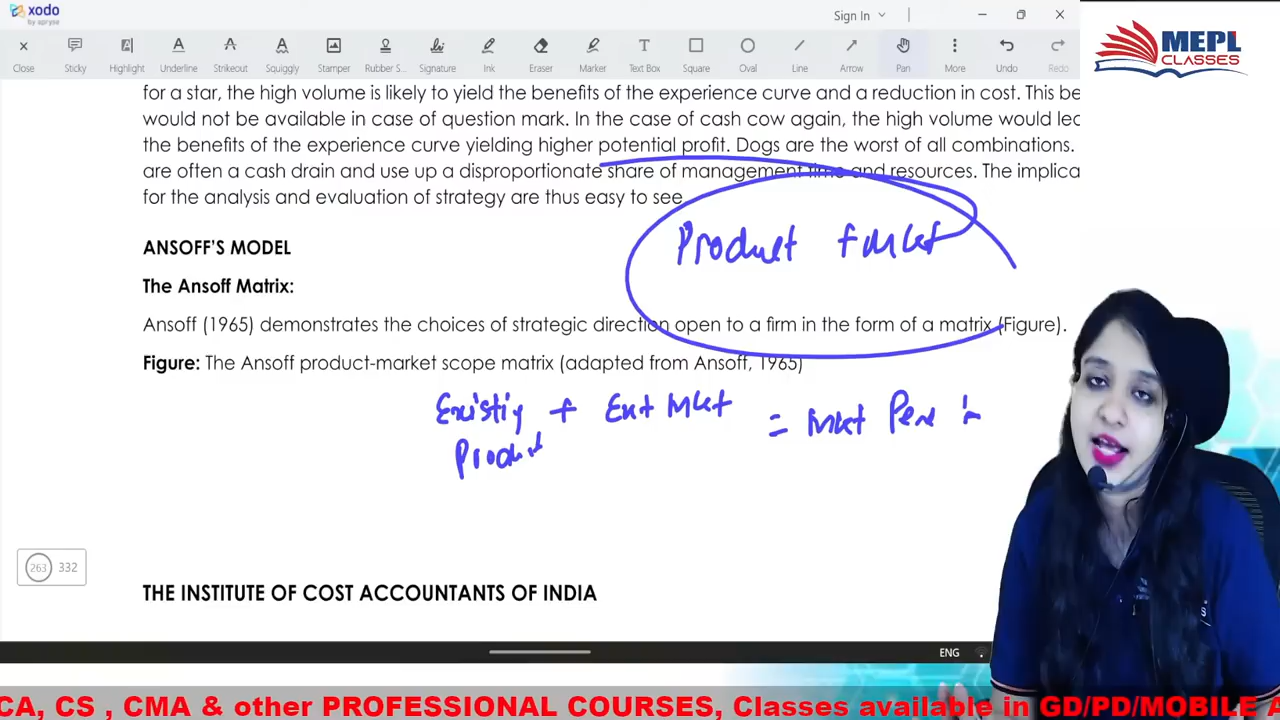 xodo
by apryse
Sign In
Close Sticky Highlight Underline Strikeout Squiggly Stamper Rubber Signature Eraser Marker Text Box Square Oval Line Arrow Pan More Undo Redo
MEPL
CLASSES
for a star, the high volume is likely to yield the benefits of the experience curve and a reduction in cost. This be
would not be available in case of question mark. In the case of cash cow again, the high volume would lea
the benefits of the experience curve yielding higher potential profit. Dogs are the worst of all combinations.
are often a cash drain and use up a disproportionate share of management time and resources. The implica
for the analysis and evaluation of strategy are thus easy to see.
Product
ANSOFF'S MODEL
The Ansoff Matrix:
Ansoff (1965) demonstrates the choices of strategic direction open to a firm in the form of a matrix (Figure).
Figure: The Ansoff product-market scope matrix (adapted from Ansoff, 1965)
+ Ext Mkt = Mkt
Product
263 332
THE INSTITUTE OF COST ACCOUNTANTS OF INDIA
ENG
CA, CS , CMA & other PROFESSIONAL COURSES, Classes available in GD/PD/MOBILE A